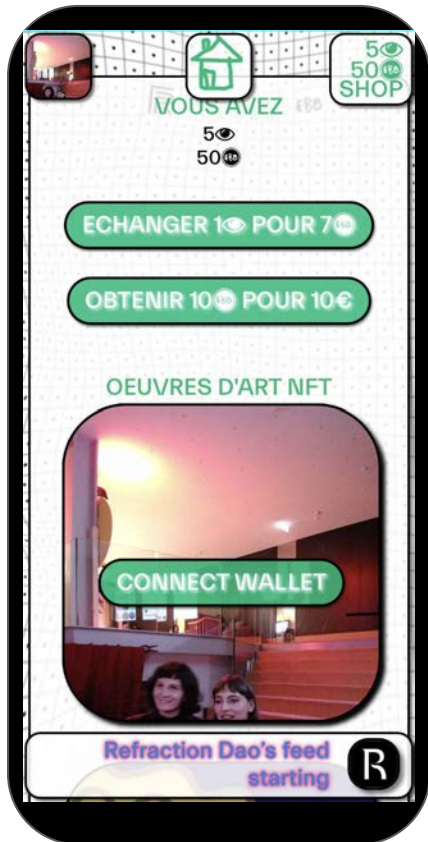 5
50
SHOP
VOUS AVEZ
5
50
ECHANGER 1 POUR 7
OBTENIR 10 POUR 10€
OEUVRES D'ART NFT
CONNECT WALLET
Refraction Dao's feed
starting
R